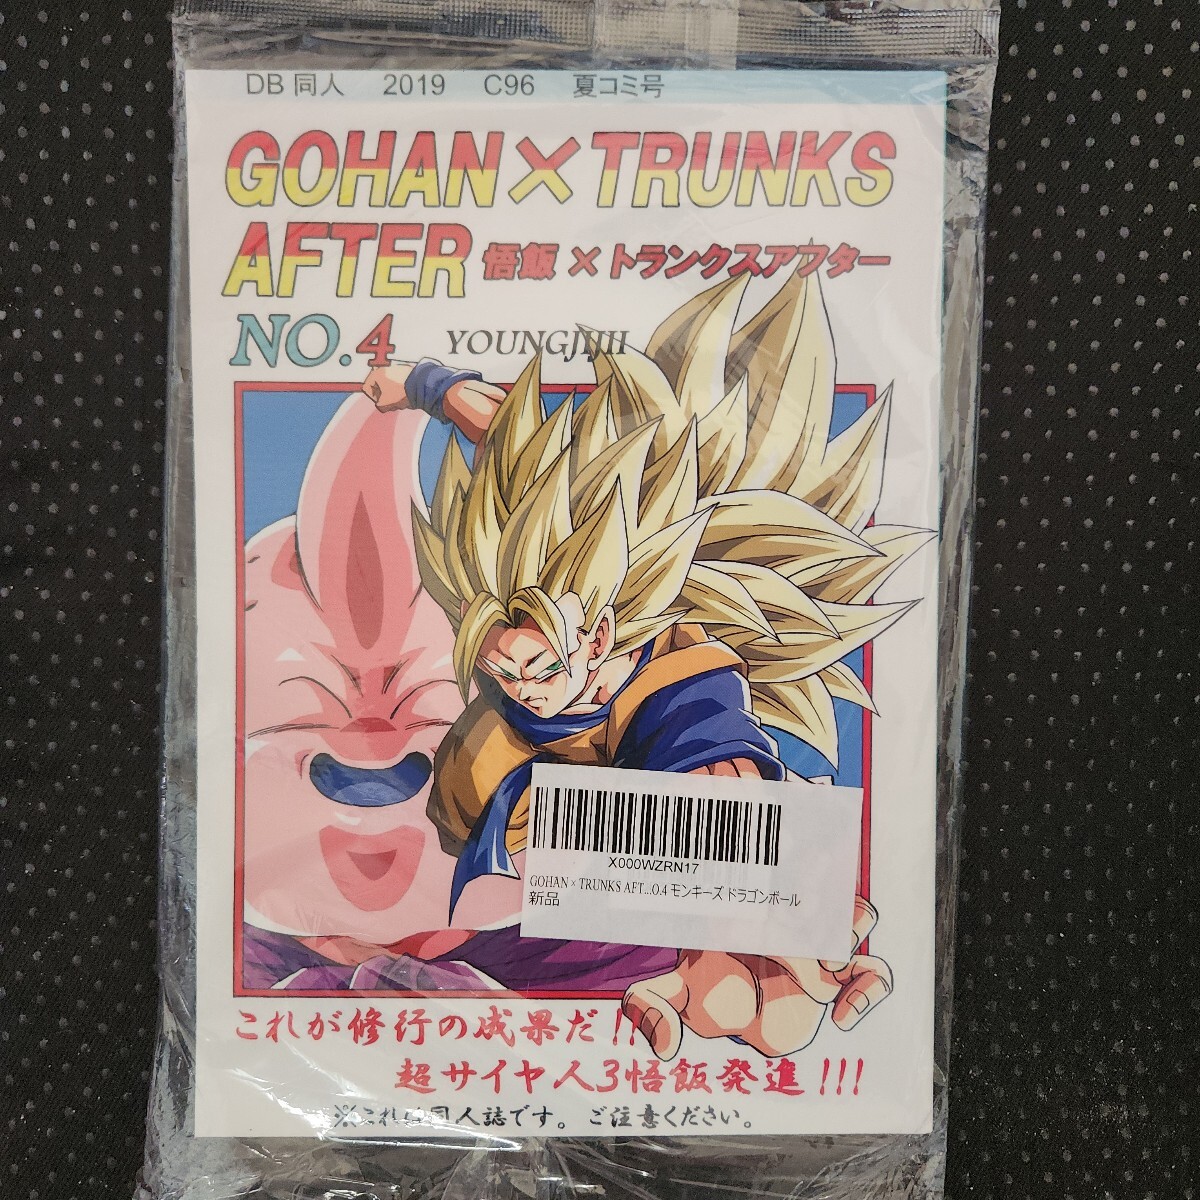 DB 同人 2019 C96 夏コミ号
GOHAN×TRUNKS
AFTER 悟飯×トランクスアフター
NO.4 YOUNGJIJII
X000WZRN17
GOHAN×TRUNKS AFT...O.4 モンキーズ ドラゴンボール
新品
これが修行の成果だ!!
超サイヤ人3悟飯発進!!!
※これは同人誌です。ご注意ください。